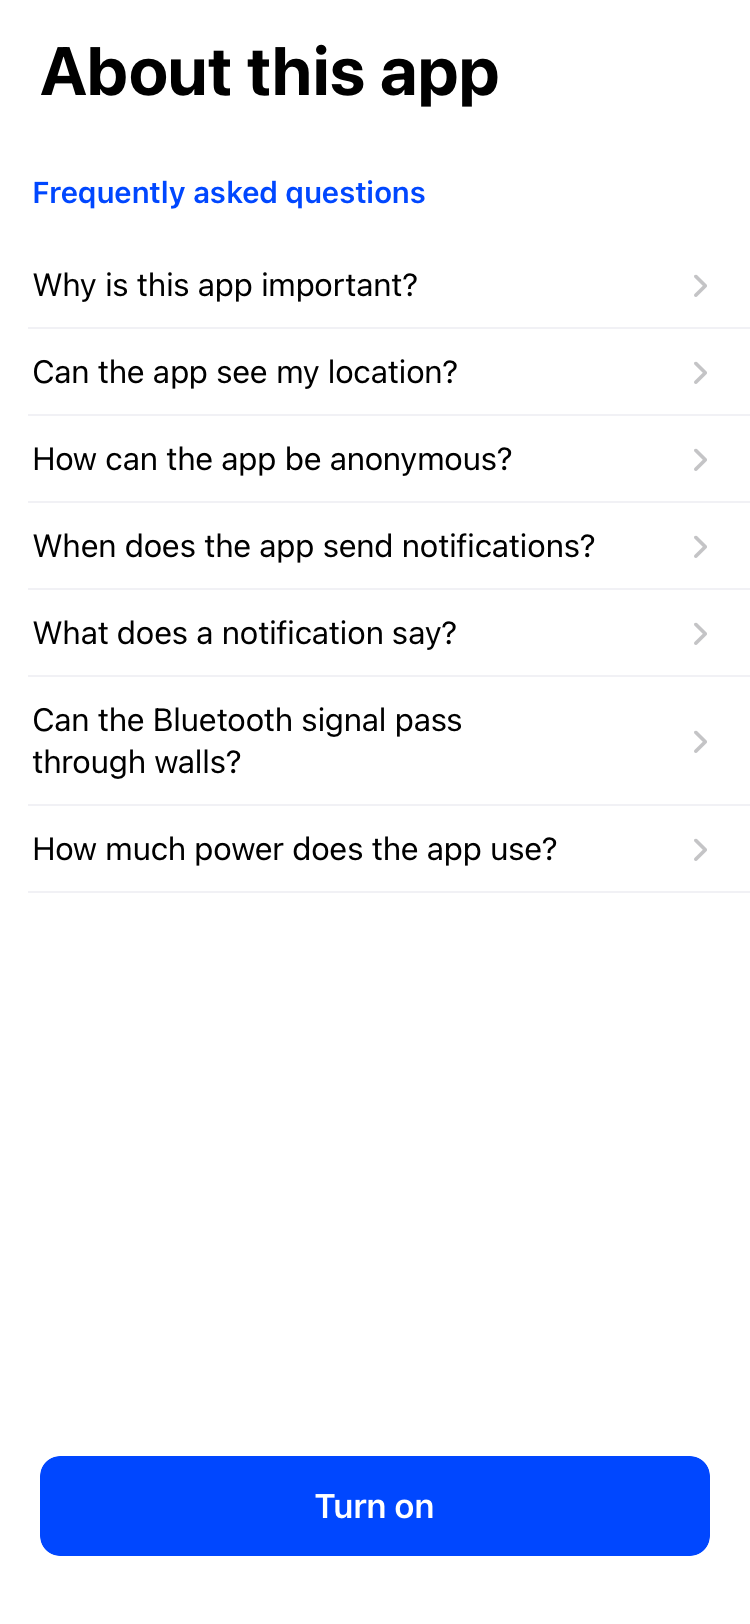 About this app
Frequently asked questions
Why is this app important?
Can the app see my location?
How can the app be anonymous?
When does the app send notifications?
What does a notification say?
Can the Bluetooth signal pass
through walls?
How much power does the app use?
Turn on